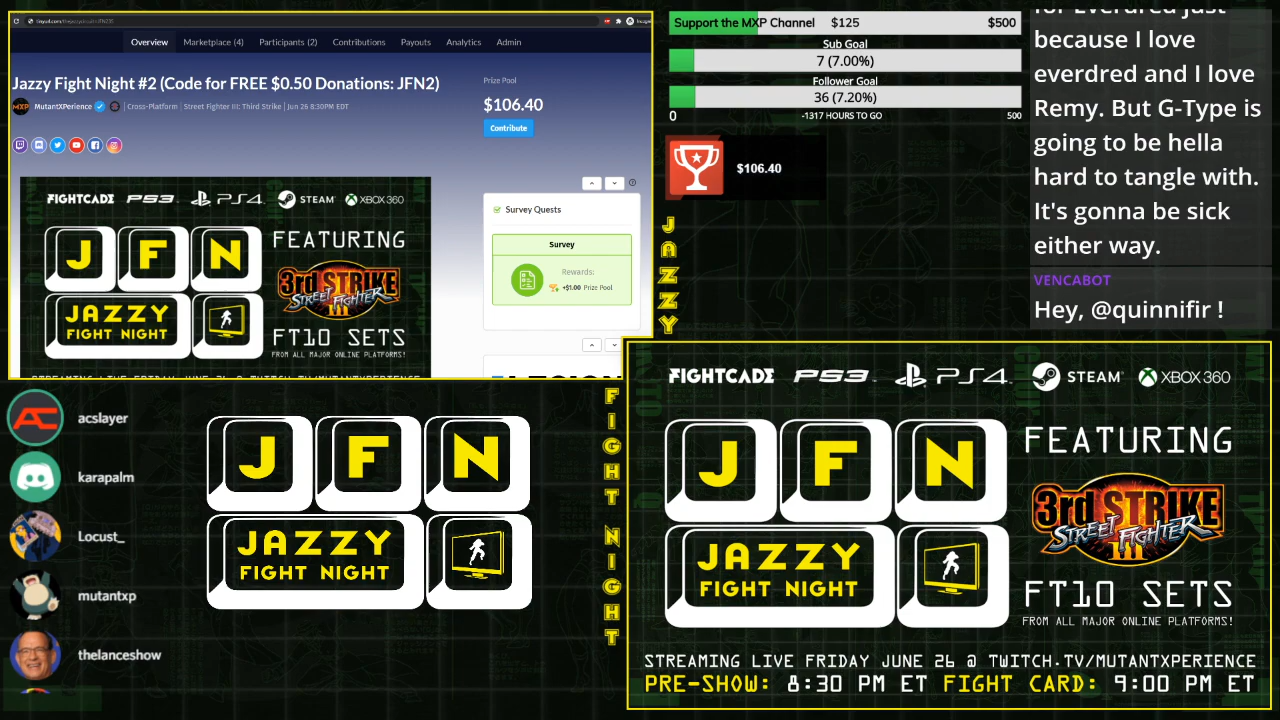 Overview Marketplace (4) Participants (2) Contributions Payouts Analytics Admin
Jazzy Fight Night #2 (Code for FREE $0.50 Donations: JFN2)
MXP MutantXPerience | Cross-Platform | Street Fighter III: Third Strike | Jun 26 8:30PM EDT
Prize Pool
$106.40
Contribute
FIGHTCADE PS3 PS4 STEAM XBOX 360
J F N
JAZZY
FIGHT NIGHT
FEATURING
3rd STRIKE
STREET FIGHTER
III
FT10 SETS
FROM ALL MAJOR ONLINE PLATFORMS!
Survey Quests
Survey
Rewards:
+$1.00 Prize Pool
Support the MXP Channel $125 $500
Sub Goal
7 (7.00%)
Follower Goal
36 (7.20%)
0 -1317 HOURS TO GO 500
$106.40
JAZZY
FIGHT
NIGHT
for Everdred just
because I love
everdred and I love
Remy. But G-Type is
going to be hella
hard to tangle with.
It's gonna be sick
either way.
VENCABOT
Hey, @quinnifir !
acslayer
karapalm
Locust_
mutantxp
thelanceshow
J F N
JAZZY
FIGHT NIGHT
FIGHTCADE PS3 PS4 STEAM XBOX 360
J F N
JAZZY
FIGHT NIGHT
FEATURING
3rd STRIKE
STREET FIGHTER
III
FT10 SETS
FROM ALL MAJOR ONLINE PLATFORMS!
STREAMING LIVE FRIDAY JUNE 26 @ TWITCH.TV/MUTANTXPERIENCE
PRE-SHOW: 8:30 PM ET FIGHT CARD: 9:00 PM ET